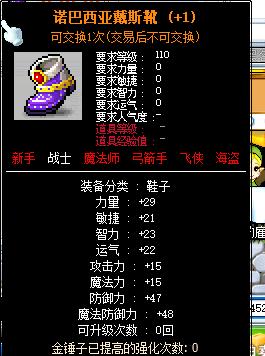 诺巴西亚戴斯靴 (+1)
可交换1次(交易后不可交换)
要求等级: 110
要求力量: 0
要求敏捷: 0
要求智力: 0
要求运气: 0
要求人气度: -
道具等级: -
道具经验值: -
新手 战士 魔法师 弓箭手 飞侠 海盗
装备分类 : 鞋子
力量 : +29
敏捷 : +21
智力 : +23
运气 : +22
攻击力 : +15
魔法力 : +15
防御力 : +47
魔法防御力 : +48
可升级次数 : 0回
金锤子已提高的强化次数: 0